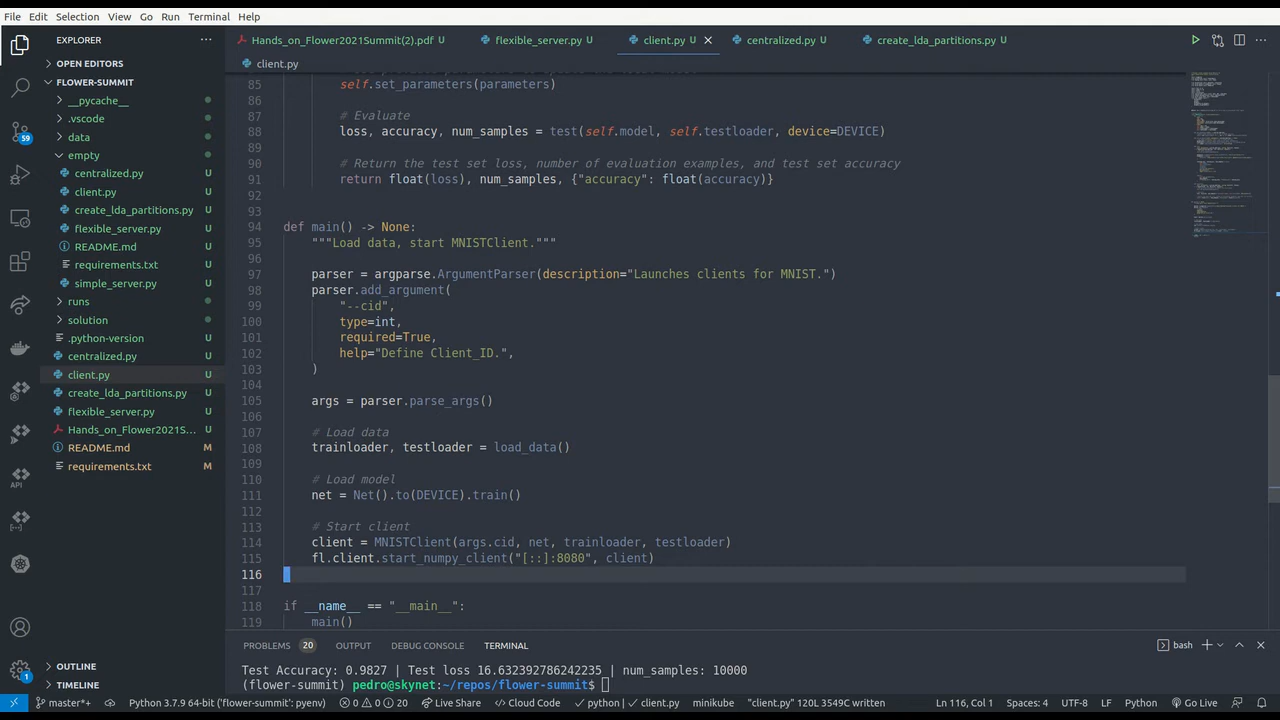 File Edit Selection View Go Run Terminal Help
EXPLORER
Hands_on_Flower2021Summit(2).pdf U
flexible_server.py U
client.py U
centralized.py U
create_lda_partitions.py U
OPEN EDITORS
client.py
FLOWER-SUMMIT
__pycache__
.vscode
data
empty
centralized.py U
client.py U
create_lda_partitions.py U
flexible_server.py U
README.md U
requirements.txt U
simple_server.py U
runs
solution
.python-version U
centralized.py U
client.py U
create_lda_partitions.py U
flexible_server.py U
Hands_on_Flower2021S... U
README.md M
requirements.txt M
OUTLINE
TIMELINE
59
API
1
85 self.set_parameters(parameters)
86
87 # Evaluate
88 loss, accuracy, num_samples = test(self.model, self.testloader, device=DEVICE)
89
90 # Return the test set loss, number of evaluation examples, and test set accuracy
91 return float(loss), num_samples, {"accuracy": float(accuracy)}
92
93
94 def main() -> None:
95 """Load data, start MNISTClient."""
96
97 parser = argparse.ArgumentParser(description="Launches clients for MNIST.")
98 parser.add_argument(
99 "--cid",
100 type=int,
101 required=True,
102 help="Define Client_ID.",
103 )
104
105 args = parser.parse_args()
106
107 # Load data
108 trainloader, testloader = load_data()
109
110 # Load model
111 net = Net().to(DEVICE).train()
112
113 # Start client
114 client = MNISTClient(args.cid, net, trainloader, testloader)
115 fl.client.start_numpy_client("[::]:8080", client)
116
117
118 if __name__ == "__main__":
119 main()
PROBLEMS 20 OUTPUT DEBUG CONSOLE TERMINAL bash
Test Accuracy: 0.9827 | Test loss 16.632392786242235 | num_samples: 10000
(flower-summit) pedro@skynet:~/repos/flower-summit$
master*+ Python 3.7.9 64-bit ('flower-summit': pyenv) 0 0 20 Live Share Cloud Code python | client.py minikube "client.py" 120L 3549C written Ln 116, Col 1 Spaces: 4 UTF-8 LF Python Go Live